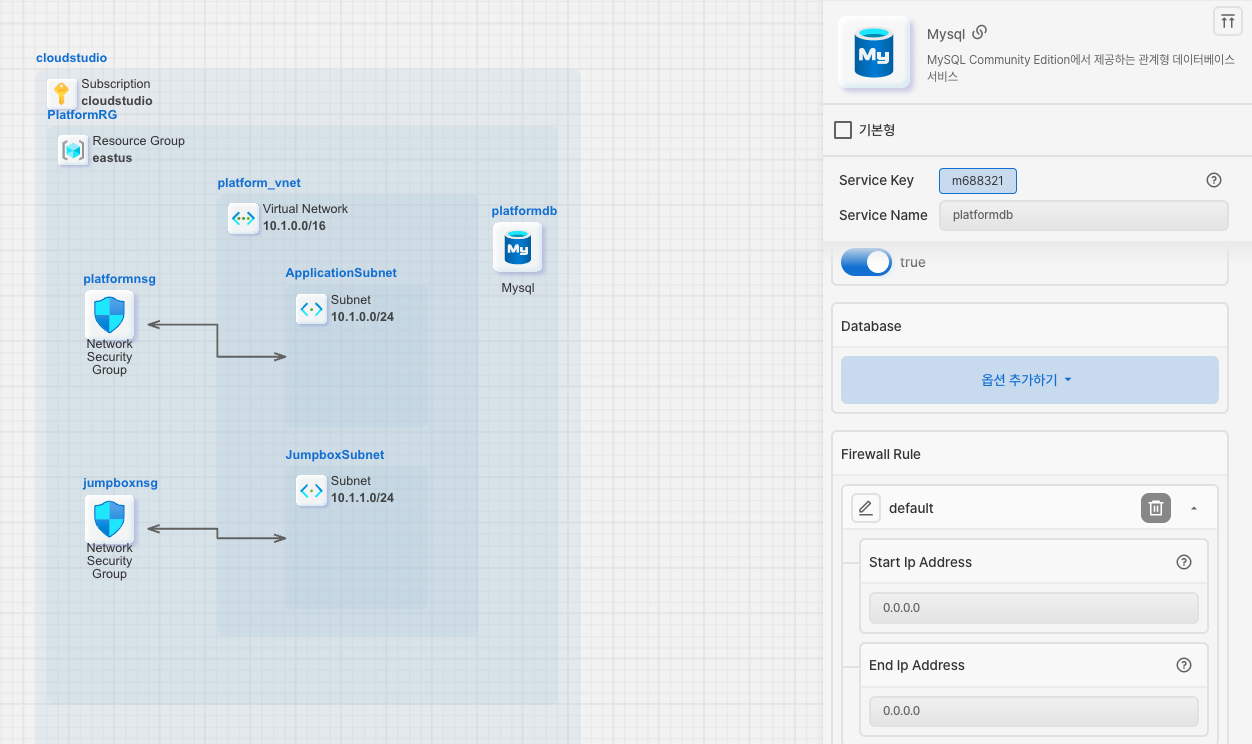 cloudstudio
Subscription
cloudstudio
PlatformRG
Resource Group
eastus
platform_vnet
Virtual Network
10.1.0.0/16
platformdb
My
Mysql
platformnsg
Network
Security
Group
ApplicationSubnet
Subnet
10.1.0.0/24
jumpboxnsg
Network
Security
Group
JumpboxSubnet
Subnet
10.1.1.0/24
My
Mysql
MySQL Community Edition에서 제공하는 관계형 데이터베이스
서비스
기본형
Service Key
m688321
Service Name
platformdb
true
Database
옵션 추가하기
Firewall Rule
default
Start Ip Address
0.0.0.0
End Ip Address
0.0.0.0